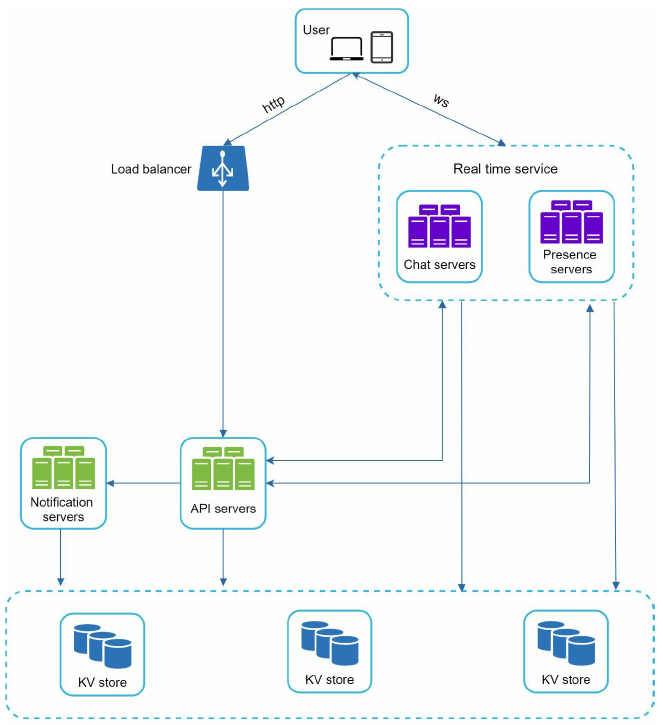 User
http
ws
Load balancer
Real time service
Chat servers
Presence
servers
Notification
servers
API servers
KV store
KV store
KV store